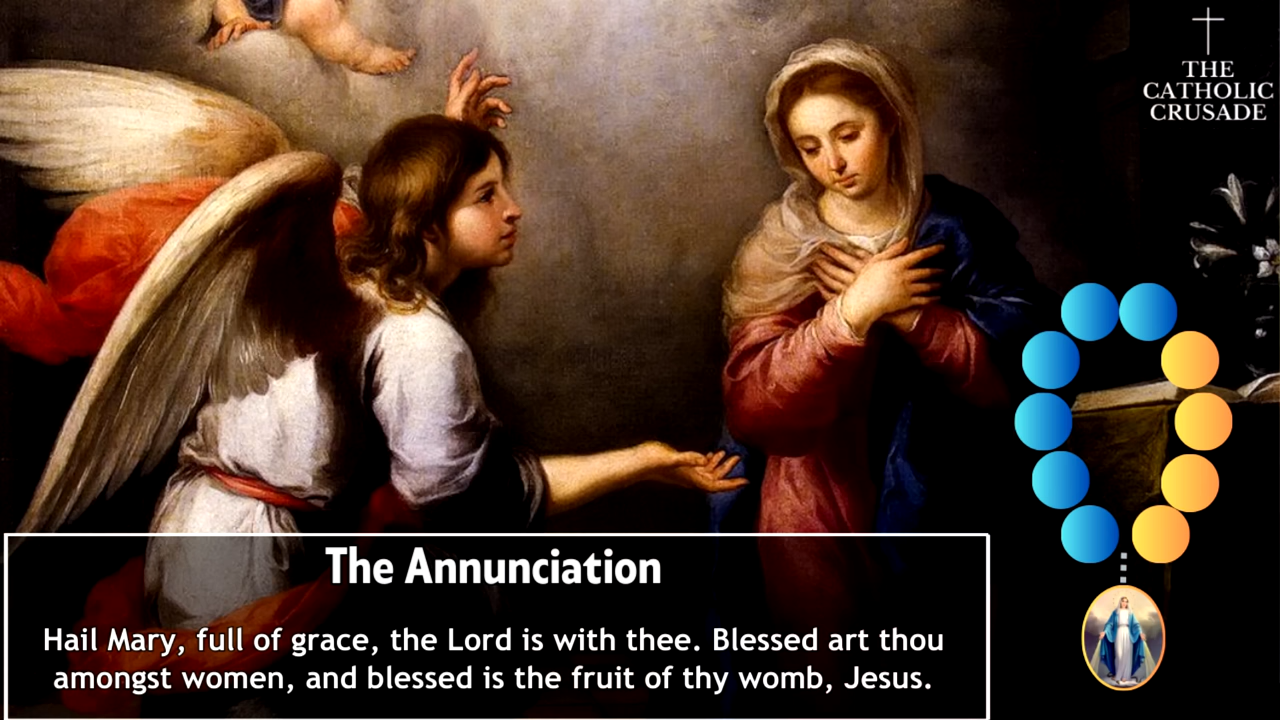 THE
CATHOLIC
CRUSADE
The Annunciation
Hail Mary, full of grace, the Lord is with thee. Blessed art thou
amongst women, and blessed is the fruit of thy womb, Jesus.